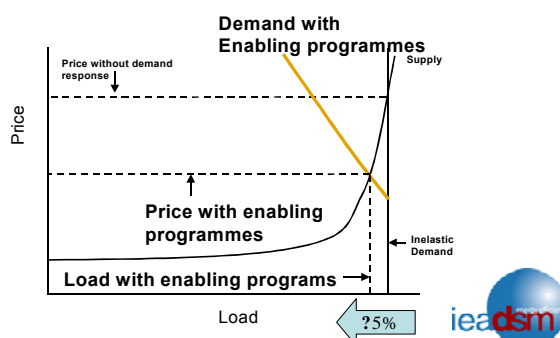 Demand with
Enabling programmes
Price without demand
response
Supply
Price
Price with enabling
programmes
Inelastic
Demand
Load with enabling programs
Load
?5%
ieadsm